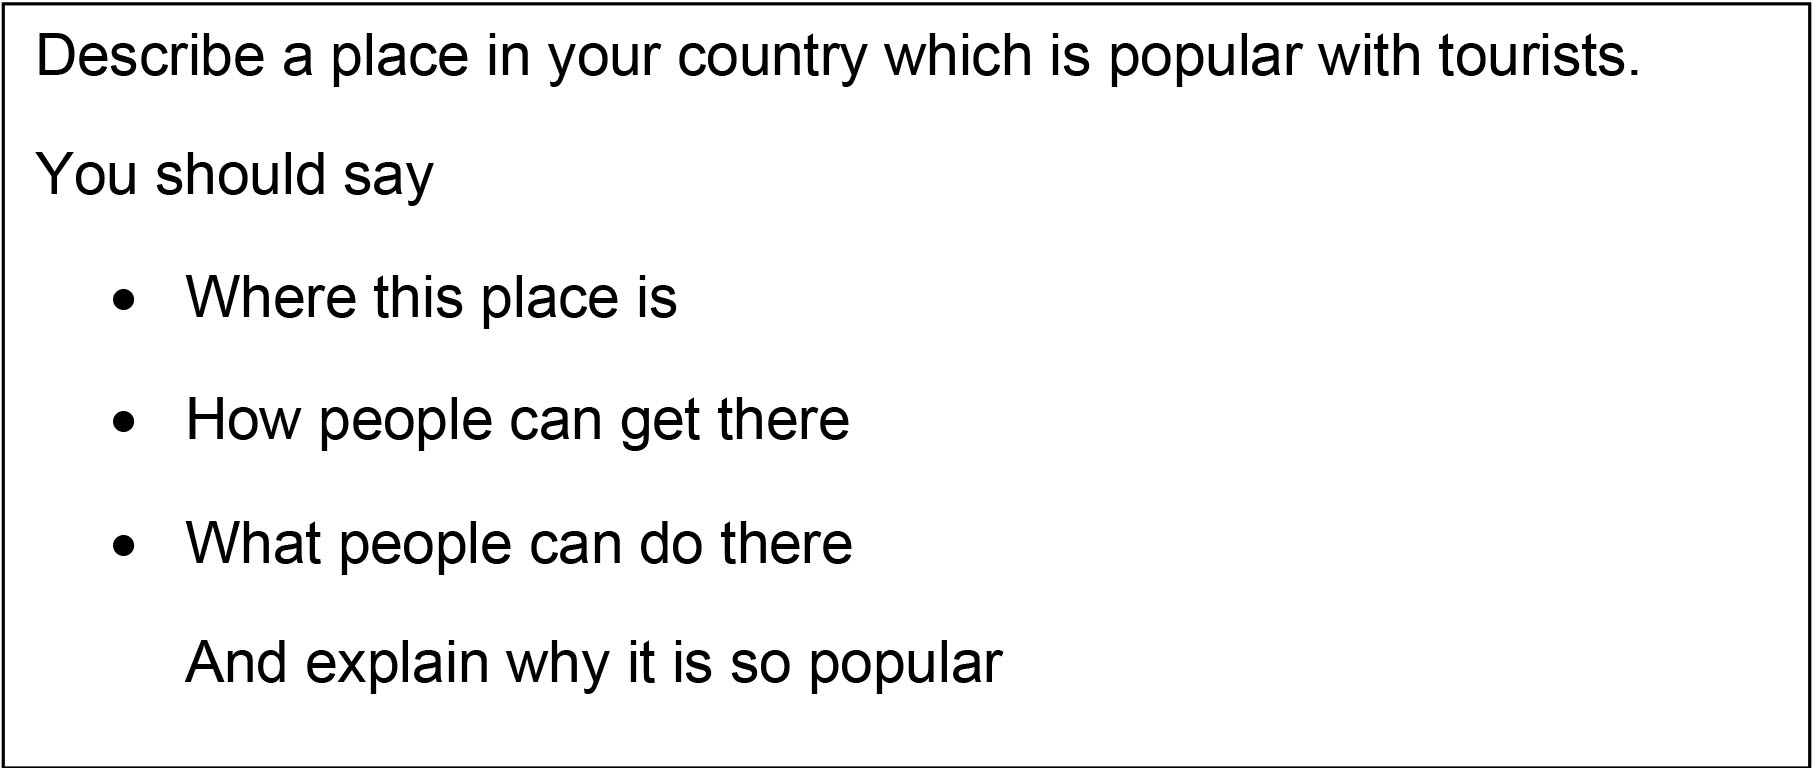 Describe a place in your country which is popular with tourists.
You should say
• Where this place is
• How people can get there
• What people can do there
And explain why it is so popular